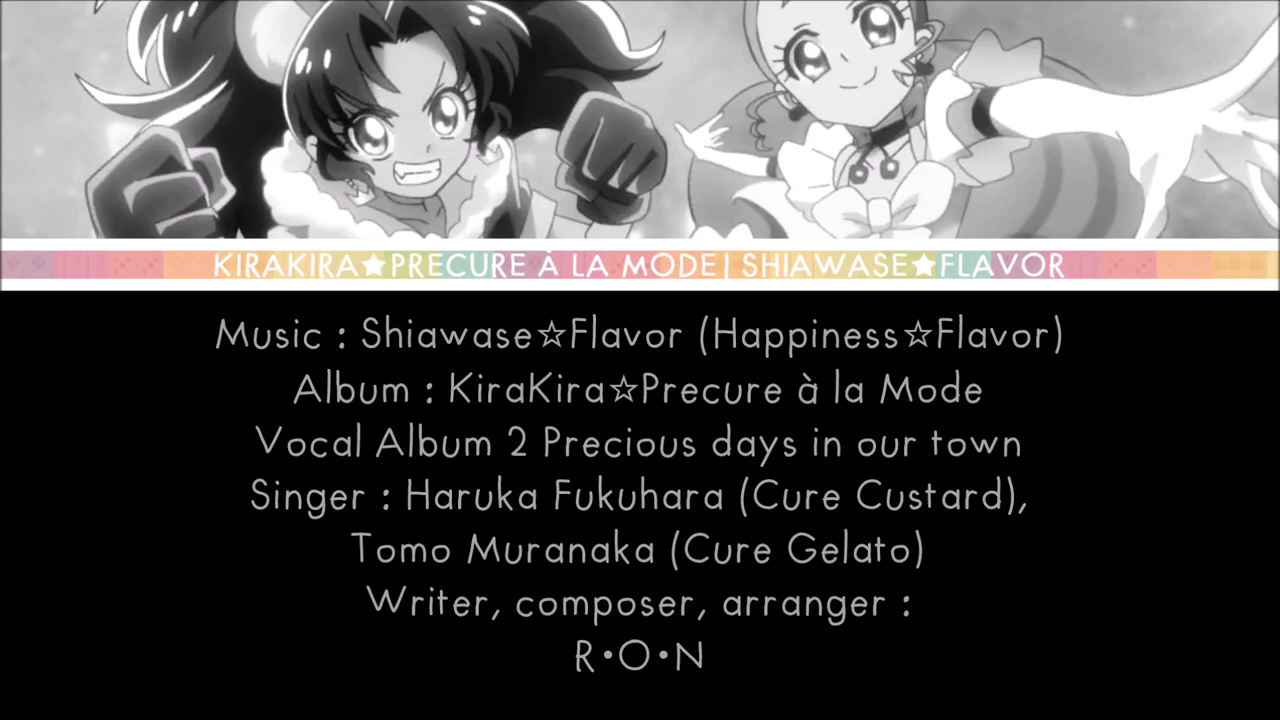 KIRAKIRA★PRECURE À LA MODE| SHIAWASE★FLAVOR
Music : Shiawase☆Flavor (Happiness☆Flavor)
Album : KiraKira☆Precure à la Mode
Vocal Album 2 Precious days in our town
Singer : Haruka Fukuhara (Cure Custard),
Tomo Muranaka (Cure Gelato)
Writer, composer, arranger :
R•O•N